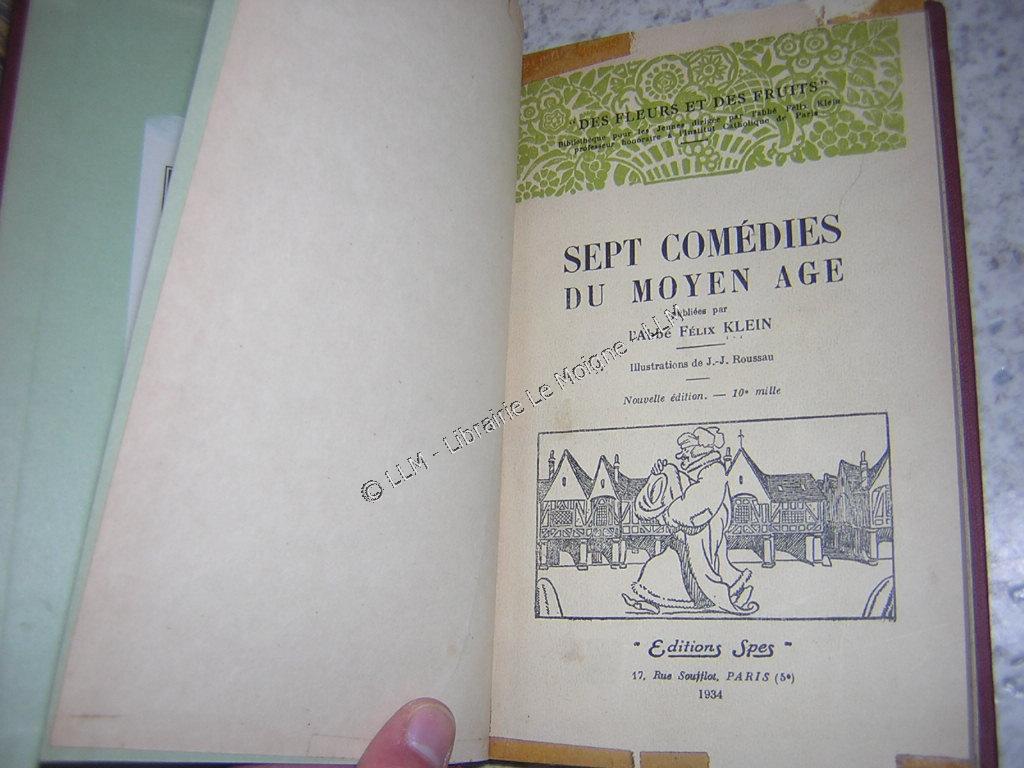 "DES FLEURS ET DES FRUITS"
Bibliothèque pour les Jeunes dirigée par l'abbé Félix Klein
professeur honoraire à l'Institut Catholique de Paris
SEPT COMÉDIES
DU MOYEN AGE
Publiées par
l'Abbé FÉLIX KLEIN
Illustrations de J.-J. Roussau
Nouvelle édition. — 10e mille
© LLM - Librairie Le Moigne - LLM
"Editions Spes"
17, Rue Soufflot, PARIS (5e)
1934